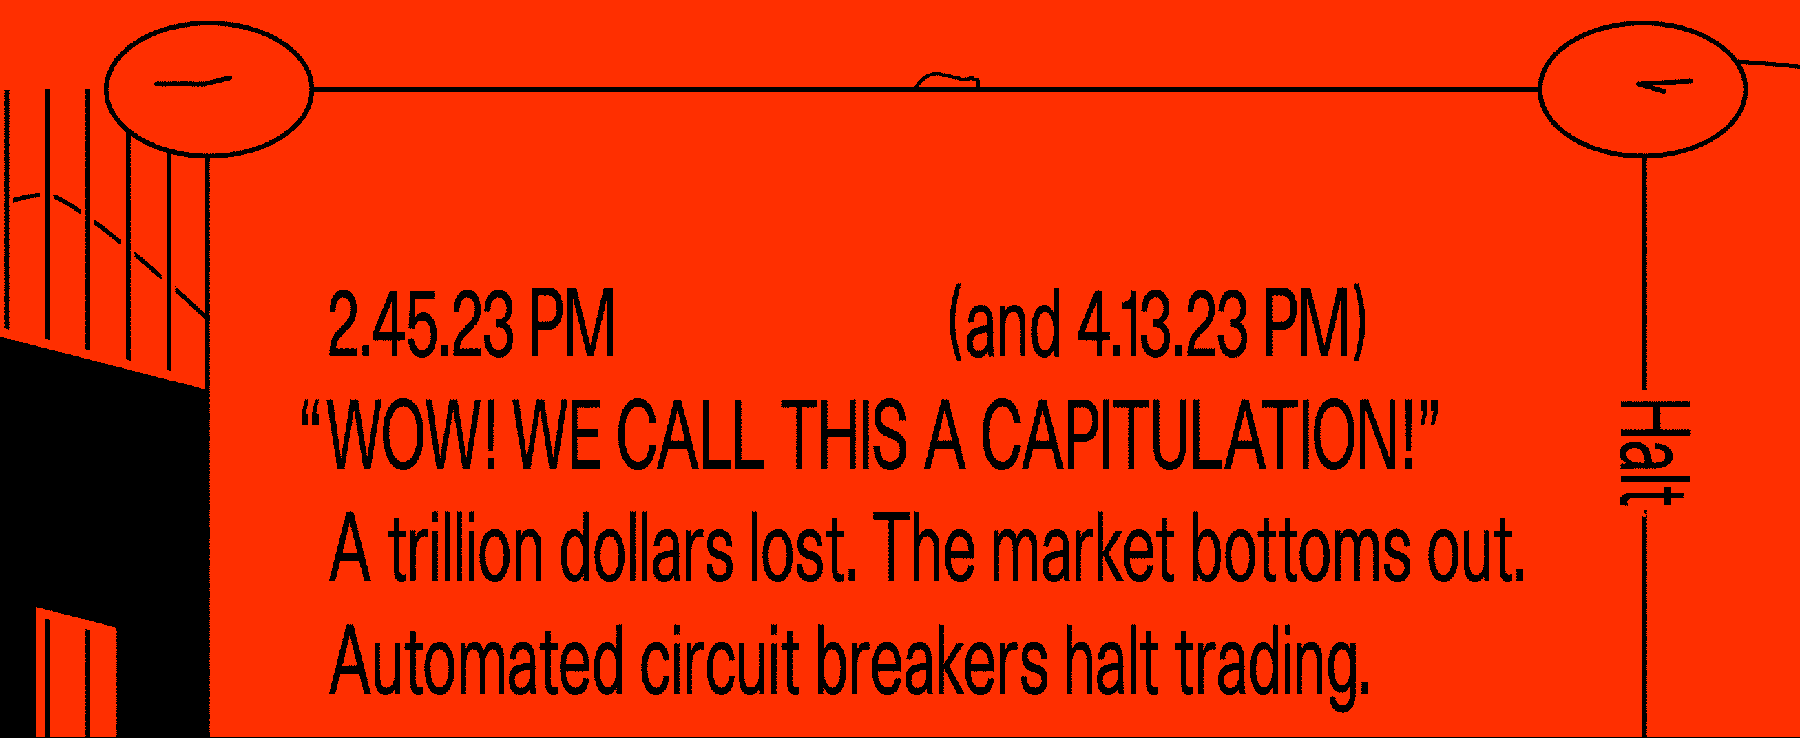 2.45.23 PM (and 4.13.23 PM)
“WOW! WE CALL THIS A CAPITULATION!”
A trillion dollars lost. The market bottoms out.
Automated circuit breakers halt trading.
Halt